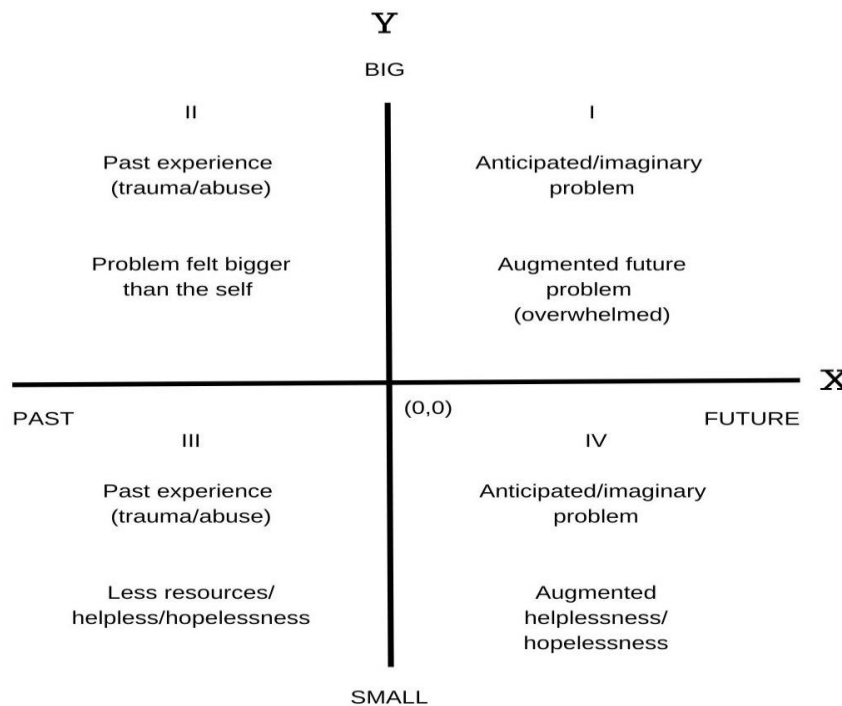 Y
BIG
II
Past experience
(trauma/abuse)
Problem felt bigger
than the self
I
Anticipated/imaginary
problem
Augmented future
problem
(overwhelmed)
X
PAST
(0,0)
FUTURE
III
Past experience
(trauma/abuse)
Less resources/
helpless/hopelessness
IV
Anticipated/imaginary
problem
Augmented
helplessness/
hopelessness
SMALL